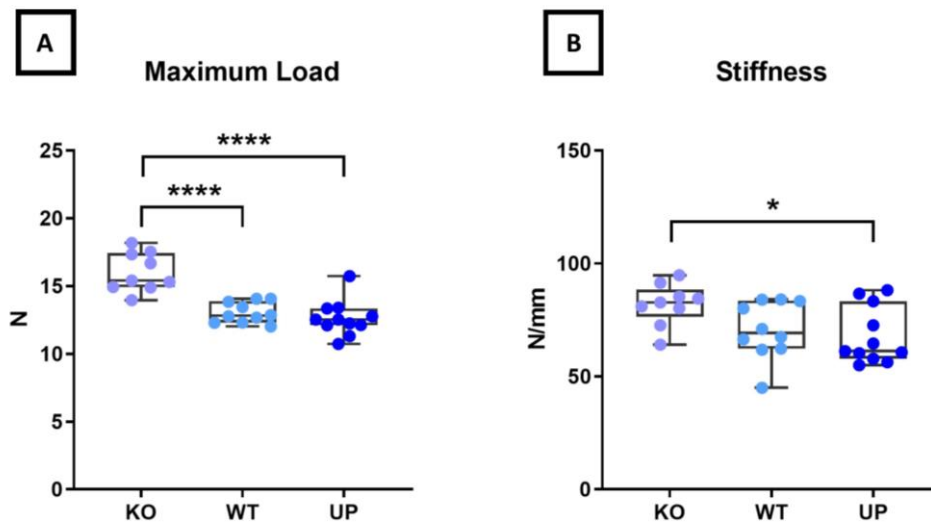 A
Maximum Load
N
25
20
15
10
5
0
****
****
KO WT UP
B
Stiffness
N/mm
150
100
50
0
*
KO WT UP